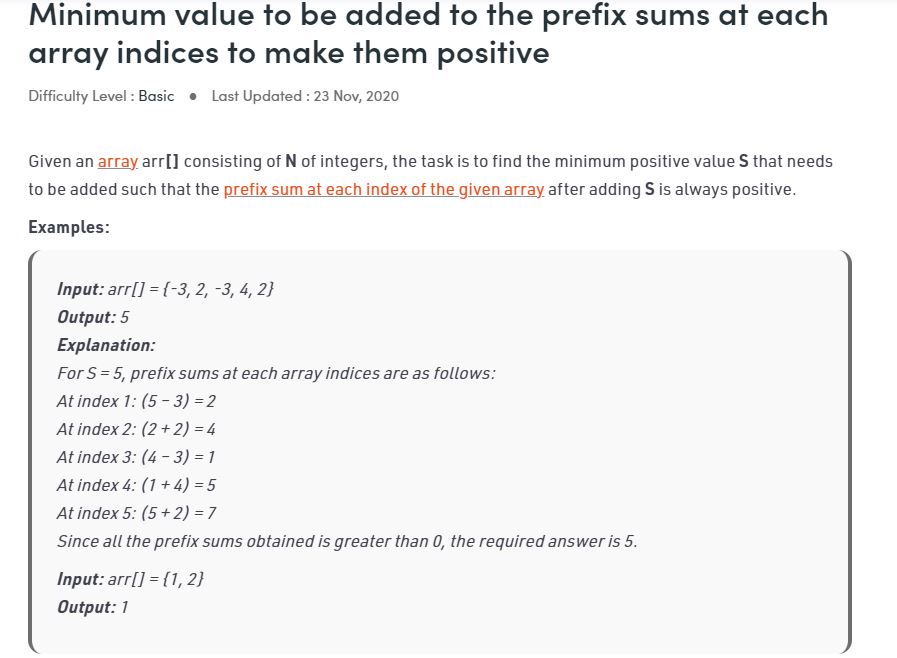 Minimum value to be added to the prefix sums at each
array indices to make them positive
Difficulty Level : Basic ● Last Updated : 23 Nov, 2020
Given an array arr[] consisting of N of integers, the task is to find the minimum positive value S that needs
to be added such that the prefix sum at each index of the given array after adding S is always positive.
Examples:
Input: arr[] = {-3, 2, -3, 4, 2}
Output: 5
Explanation:
For S = 5, prefix sums at each array indices are as follows:
At index 1: (5 – 3) = 2
At index 2: (2 + 2) = 4
At index 3: (4 – 3) = 1
At index 4: (1 + 4) = 5
At index 5: (5 + 2) = 7
Since all the prefix sums obtained is greater than 0, the required answer is 5.
Input: arr[] = {1, 2}
Output: 1